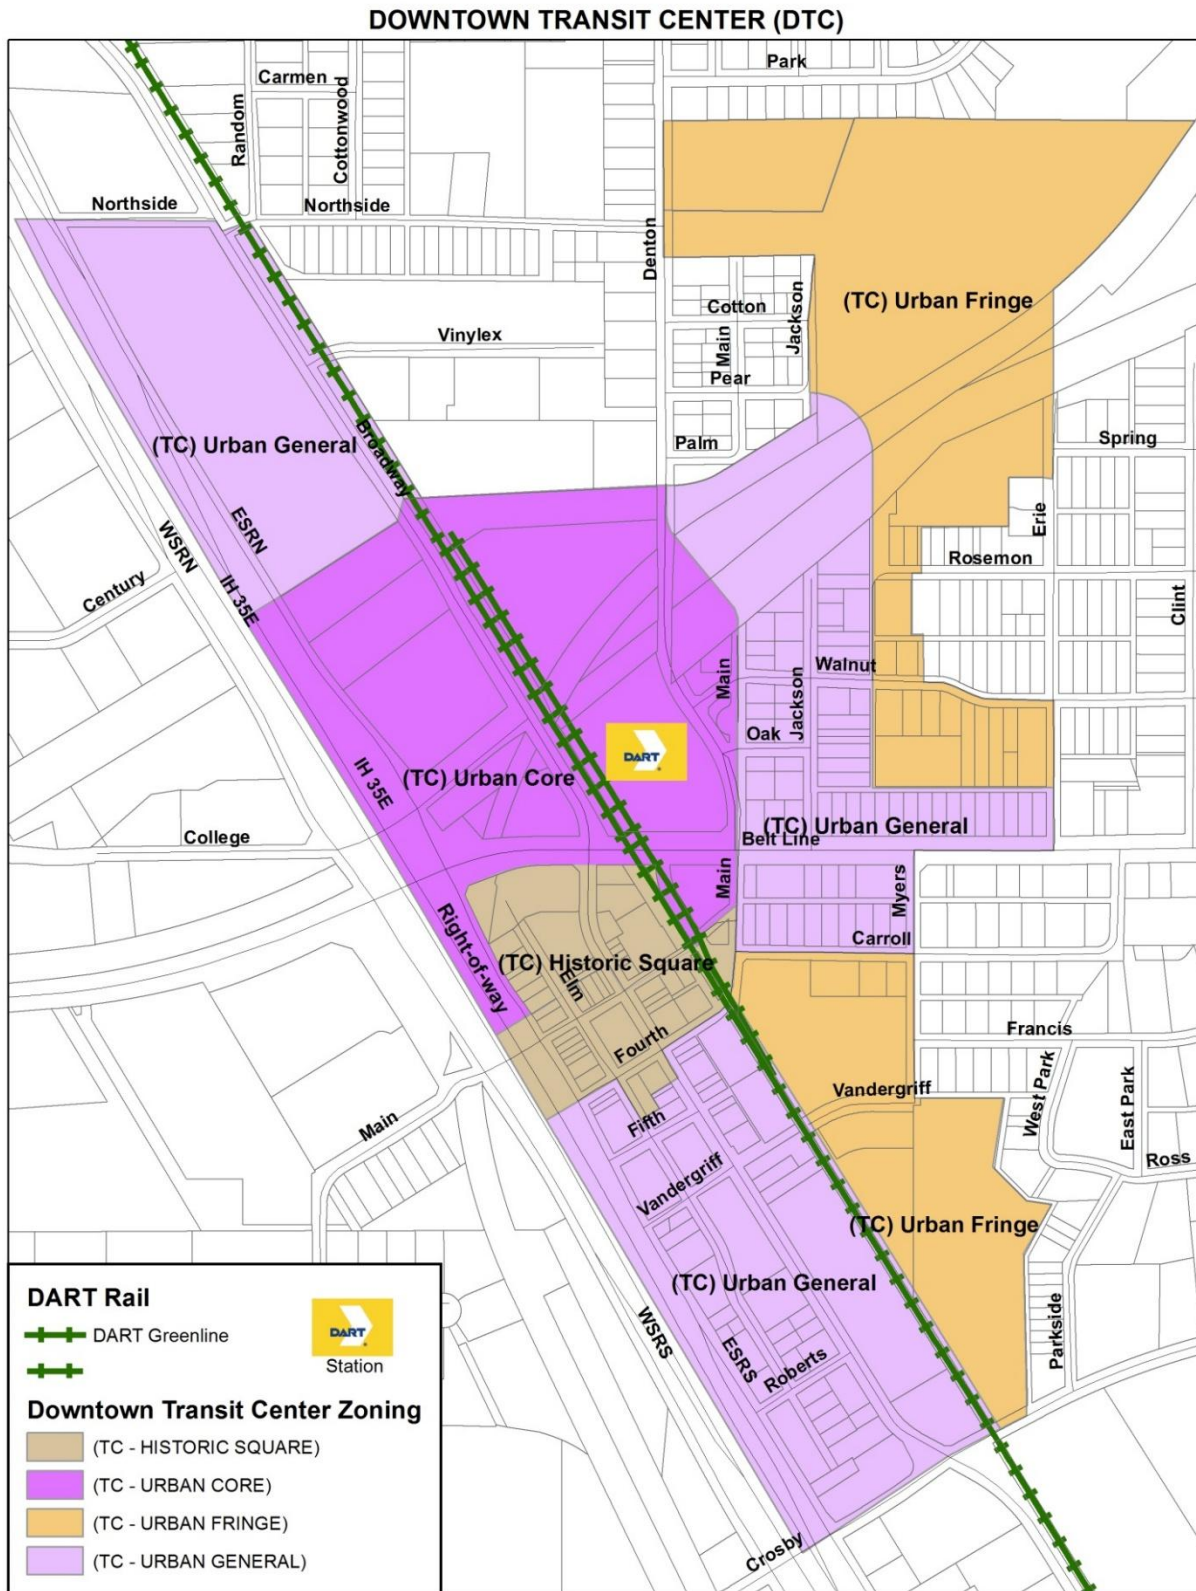 DOWNTOWN TRANSIT CENTER (DTC)
Park
Carmen
Cottonwood
Random
Northside
Northside
Denton
Cotton
Jackson
Main
(TC) Urban Fringe
Vinylex
Pear
Palm
Spring
Broadway
(TC) Urban General
ESRN
WSRN
IH 35E
Century
Erie
Rosemon
Clint
Walnut
Main
Jackson
Oak
DART
(TC) Urban Core
IH 35E
College
(TC) Urban General
Belt Line
Main
Myers
Carroll
Right-of-way
(TC) Historic Square
Elm
Fourth
Francis
West Park
East Park
Vandergriff
Main
Fifth
Ross
Vandergriff
(TC) Urban Fringe
(TC) Urban General
WSRS
ESRS
Roberts
Parkside
Crosby
DART Rail
DART Greenline
DART
Station
Downtown Transit Center Zoning
(TC - HISTORIC SQUARE)
(TC - URBAN CORE)
(TC - URBAN FRINGE)
(TC - URBAN GENERAL)